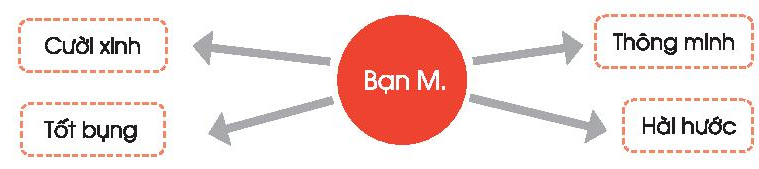 Cười xinh
Thông minh
Bạn M.
Tốt bụng
Hài hước